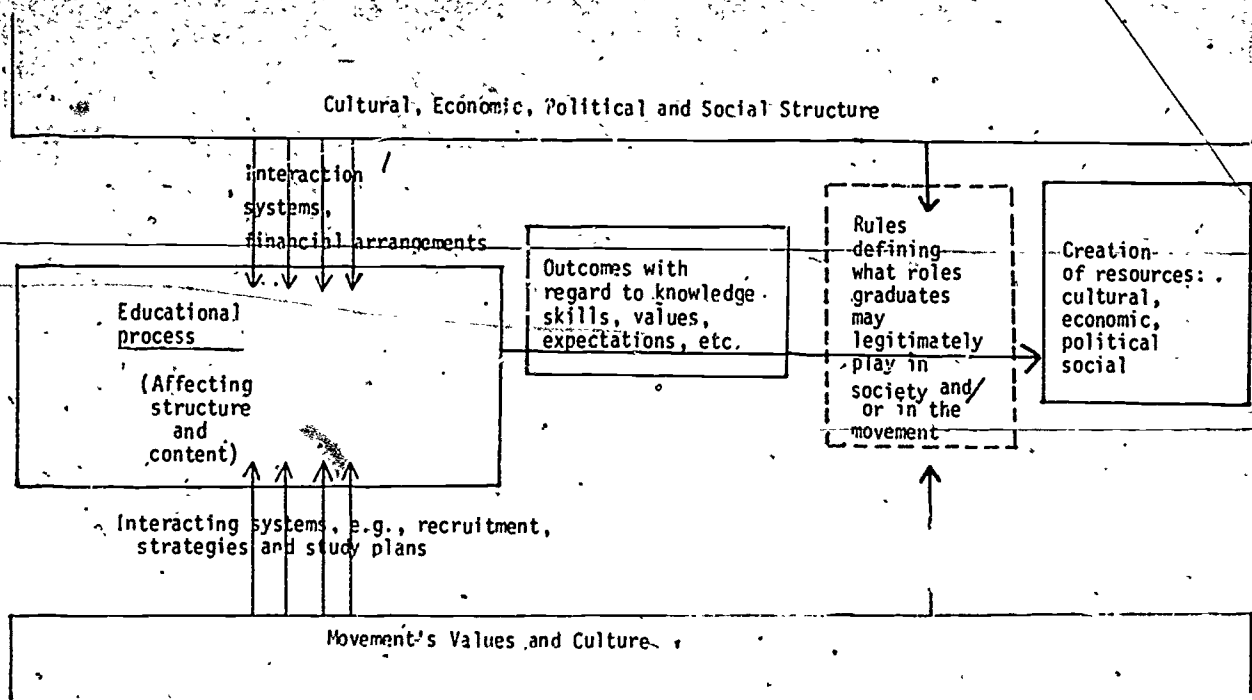 Cultural, Economic, Political and Social Structure
interaction
systems,
financial arrangements
Educational
process
(Affecting
structure
and
content)
Outcomes with
regard to knowledge
skills, values,
expectations, etc.
Rules
defining
what roles
graduates
may
legitimately
play in
society and/
or in the
movement
Creation
of resources:
cultural,
economic,
political
social
Interacting systems, e.g., recruitment,
strategies and study plans
Movement's Values and Culture